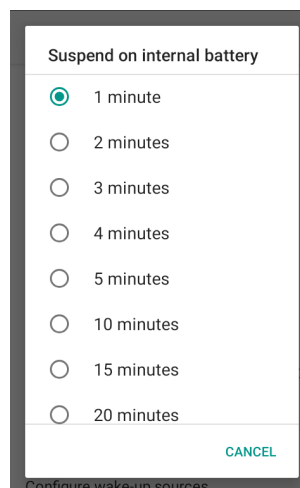 Suspend on internal battery
1 minute
2 minutes
3 minutes
4 minutes
5 minutes
10 minutes
15 minutes
20 minutes
CANCEL
Configure wake-up sources